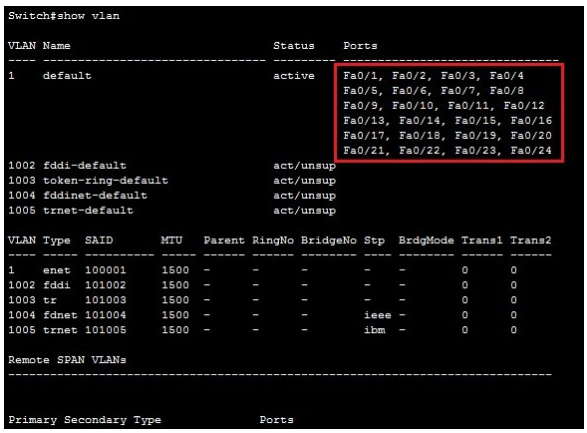 Switch#show vlan
VLAN Name Status Ports
---- -------------------------------- --------- -------------------------------
1 default active Fa0/1, Fa0/2, Fa0/3, Fa0/4
Fa0/5, Fa0/6, Fa0/7, Fa0/8
Fa0/9, Fa0/10, Fa0/11, Fa0/12
Fa0/13, Fa0/14, Fa0/15, Fa0/16
Fa0/17, Fa0/18, Fa0/19, Fa0/20
Fa0/21, Fa0/22, Fa0/23, Fa0/24
1002 fddi-default act/unsup
1003 token-ring-default act/unsup
1004 fddinet-default act/unsup
1005 trnet-default act/unsup
VLAN Type SAID MTU Parent RingNo BridgeNo Stp BrdgMode Trans1 Trans2
---- ----- ---------- ----- ------ ------ -------- ---- -------- ------ ------
1 enet 100001 1500 - - - - - 0 0
1002 fddi 101002 1500 - - - - - 0 0
1003 tr 101003 1500 - - - - - 0 0
1004 fdnet 101004 1500 - - - ieee - 0 0
1005 trnet 101005 1500 - - - ibm - 0 0
Remote SPAN VLANs
------------------------------------------------------------------------------
Primary Secondary Type Ports